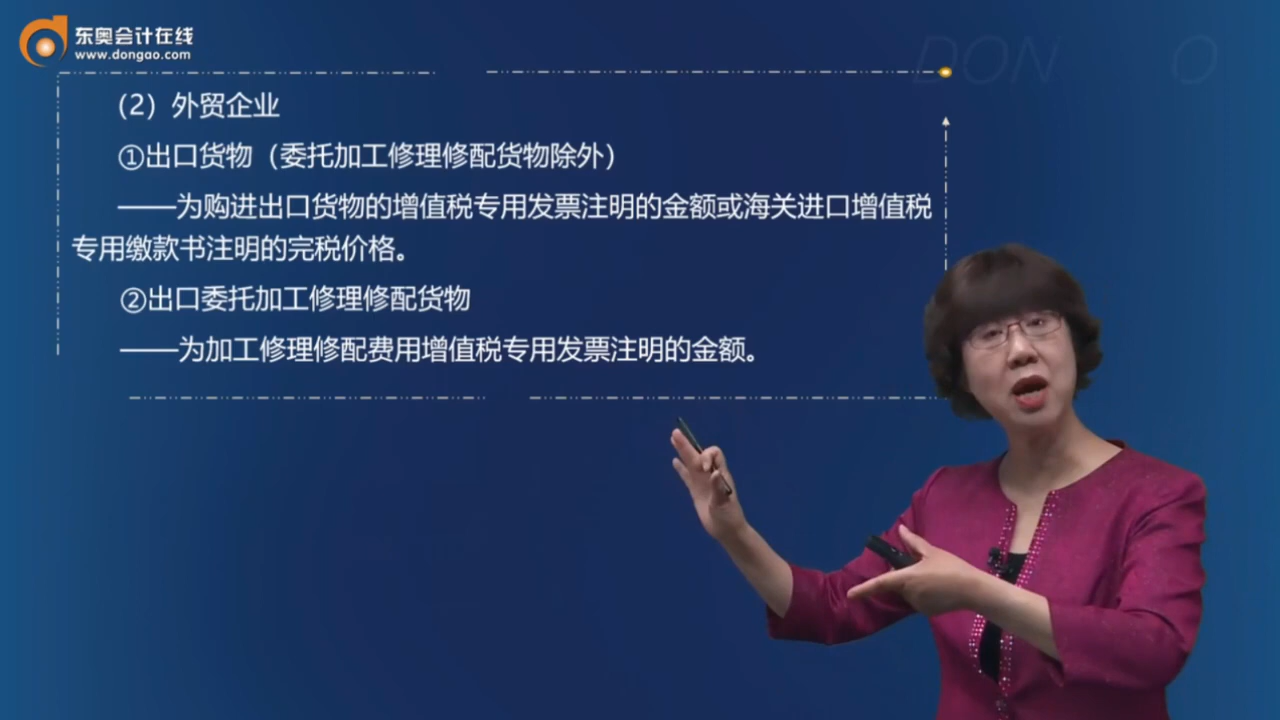 东奥会计在线
www.dongao.com
DON O
（2）外贸企业
①出口货物（委托加工修理修配货物除外）
——为购进出口货物的增值税专用发票注明的金额或海关进口增值税
专用缴款书注明的完税价格。
②出口委托加工修理修配货物
——为加工修理修配费用增值税专用发票注明的金额。